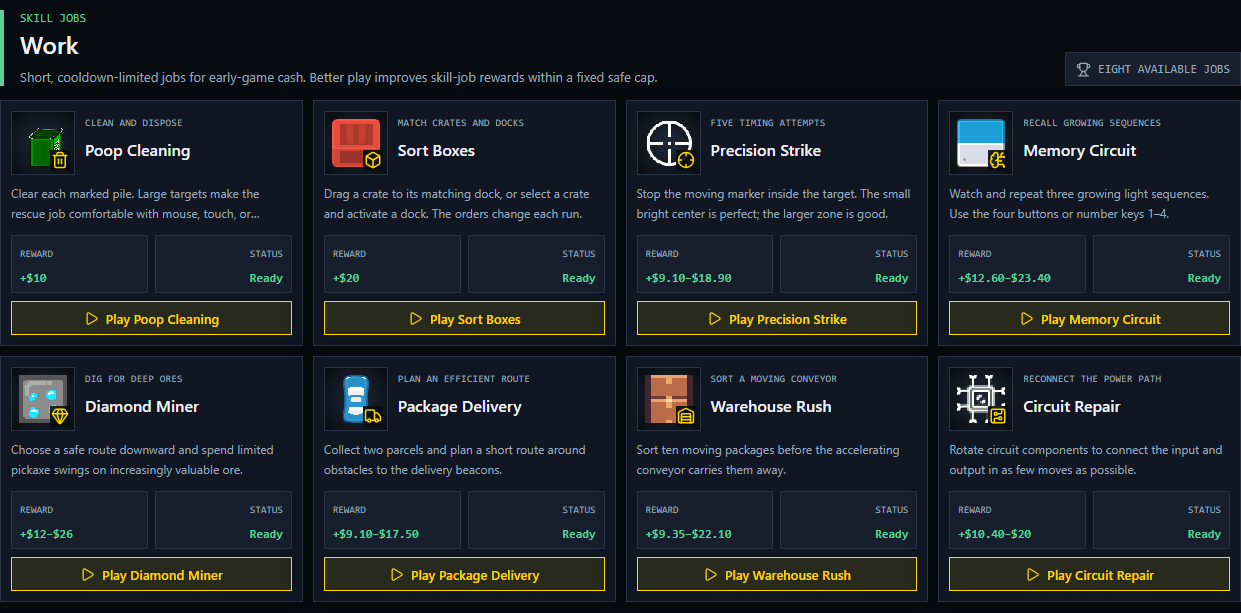 SKILL JOBS
Work
Short, cooldown-limited jobs for early-game cash. Better play improves skill-job rewards within a fixed safe cap.
EIGHT AVAILABLE JOBS
CLEAN AND DISPOSE
Poop Cleaning
Clear each marked pile. Large targets make the
rescue job comfortable with mouse, touch, or...
REWARD
STATUS
+$10
Ready
Play Poop Cleaning
MATCH CRATES AND DOCKS
Sort Boxes
Drag a crate to its matching dock, or select a crate
and activate a dock. The orders change each run.
REWARD
STATUS
+$20
Ready
Play Sort Boxes
FIVE TIMING ATTEMPTS
Precision Strike
Stop the moving marker inside the target. The small
bright center is perfect; the larger zone is good.
REWARD
STATUS
+$9.10–$18.90
Ready
Play Precision Strike
RECALL GROWING SEQUENCES
Memory Circuit
Watch and repeat three growing light sequences.
Use the four buttons or number keys 1–4.
REWARD
STATUS
+$12.60–$23.40
Ready
Play Memory Circuit
DIG FOR DEEP ORES
Diamond Miner
Choose a safe route downward and spend limited
pickaxe swings on increasingly valuable ore.
REWARD
STATUS
+$12–$26
Ready
Play Diamond Miner
PLAN AN EFFICIENT ROUTE
Package Delivery
Collect two parcels and plan a short route around
obstacles to the delivery beacons.
REWARD
STATUS
+$9.10–$17.50
Ready
Play Package Delivery
SORT A MOVING CONVEYOR
Warehouse Rush
Sort ten moving packages before the accelerating
conveyor carries them away.
REWARD
STATUS
+$9.35–$22.10
Ready
Play Warehouse Rush
RECONNECT THE POWER PATH
Circuit Repair
Rotate circuit components to connect the input and
output in as few moves as possible.
REWARD
STATUS
+$10.40–$20
Ready
Play Circuit Repair